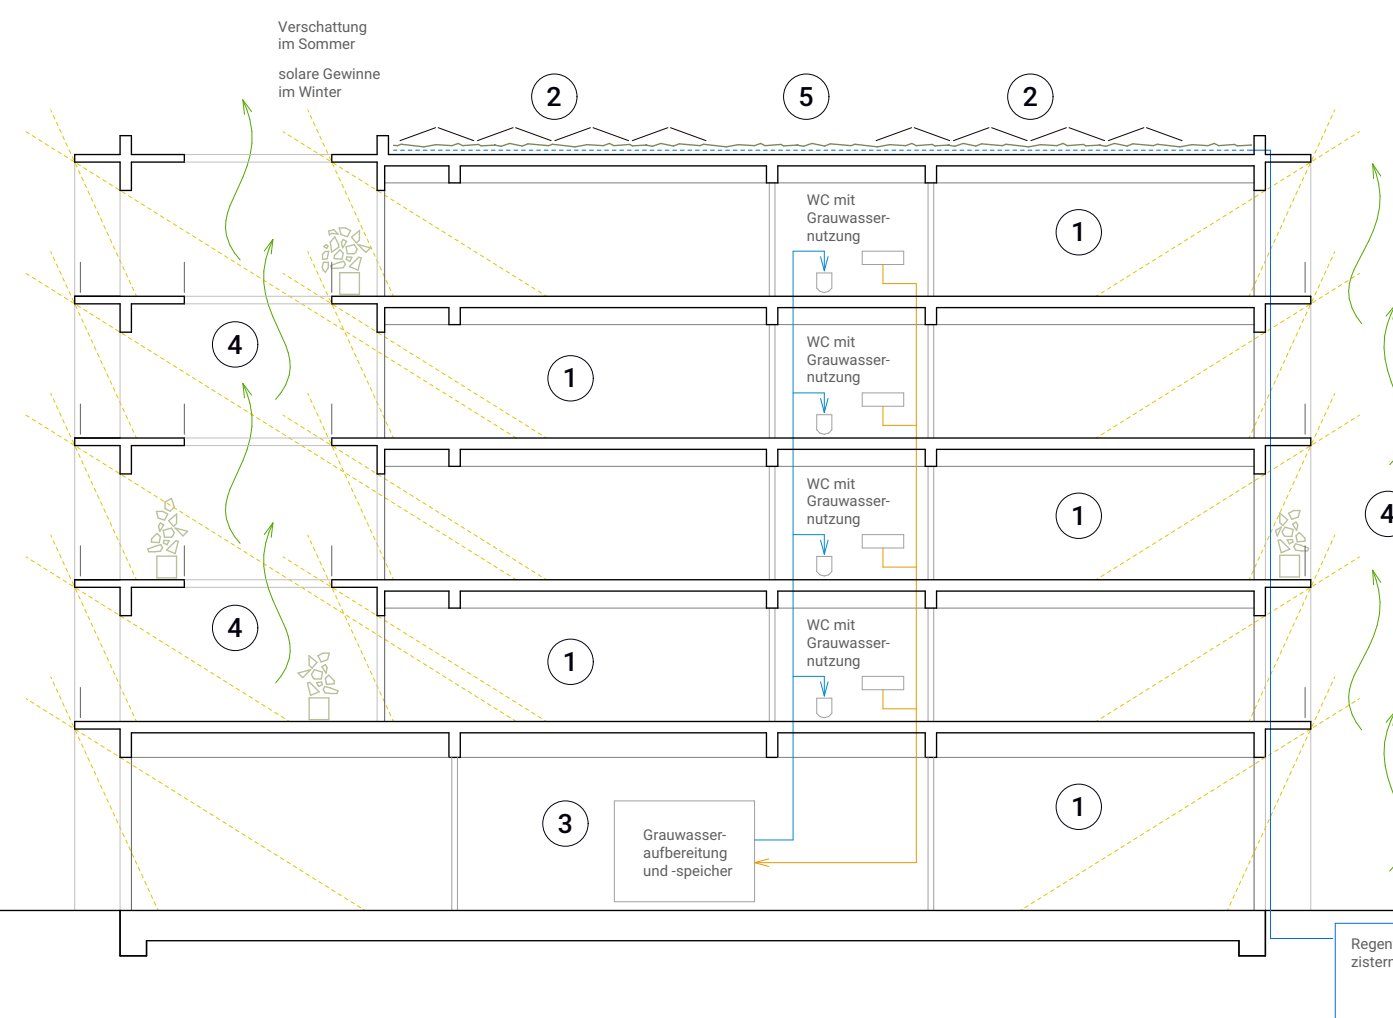 Verschattung
im Sommer
solare Gewinne
im Winter
2
5
2
WC mit
Grauwasser-
nutzung
1
4
WC mit
Grauwasser-
nutzung
1
WC mit
Grauwasser-
nutzung
1
4
4
WC mit
Grauwasser-
nutzung
1
3
1
Grauwasser-
aufbereitung
und -speicher
Regen
zistern